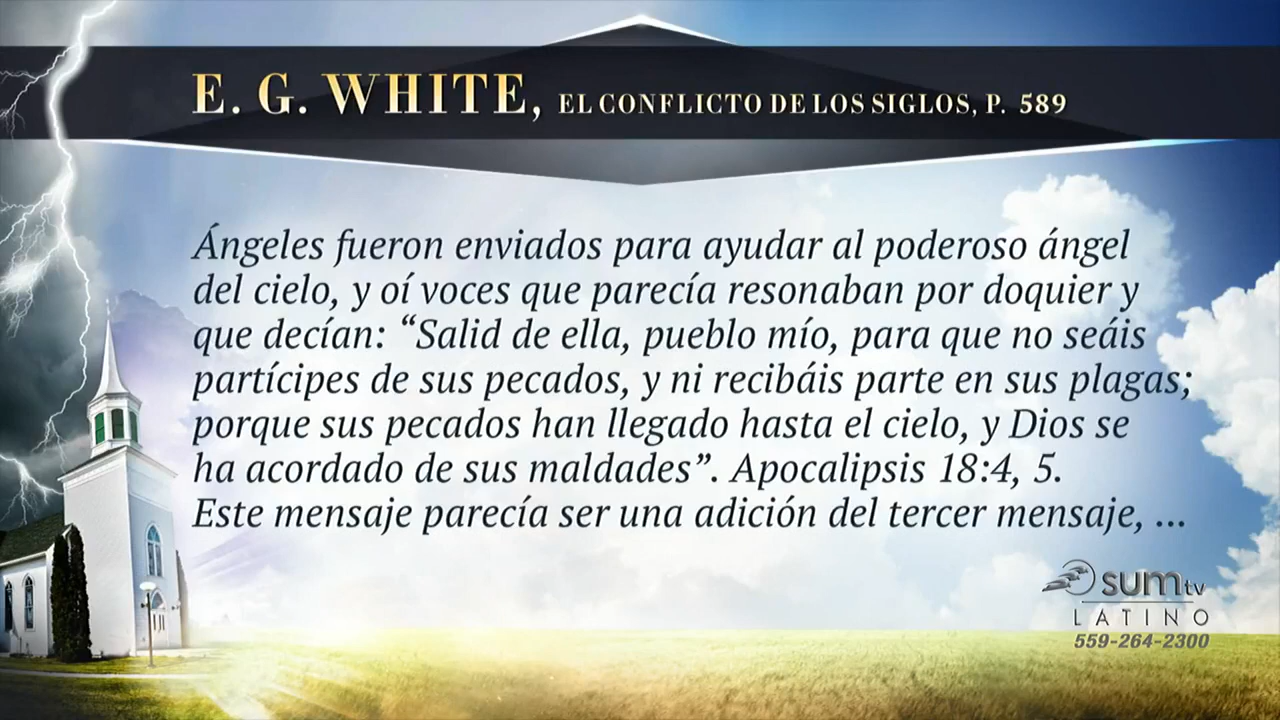 E. G. WHITE, EL CONFLICTO DE LOS SIGLOS, P. 589
Ángeles fueron enviados para ayudar al poderoso ángel
del cielo, y oí voces que parecía resonaban por doquier y
que decían: “Salid de ella, pueblo mío, para que no seáis
partícipes de sus pecados, y ni recibáis parte en sus plagas;
porque sus pecados han llegado hasta el cielo, y Dios se
ha acordado de sus maldades”. Apocalipsis 18:4, 5.
Este mensaje parecía ser una adición del tercer mensaje, ...
sumtv
LATINO
559-264-2300